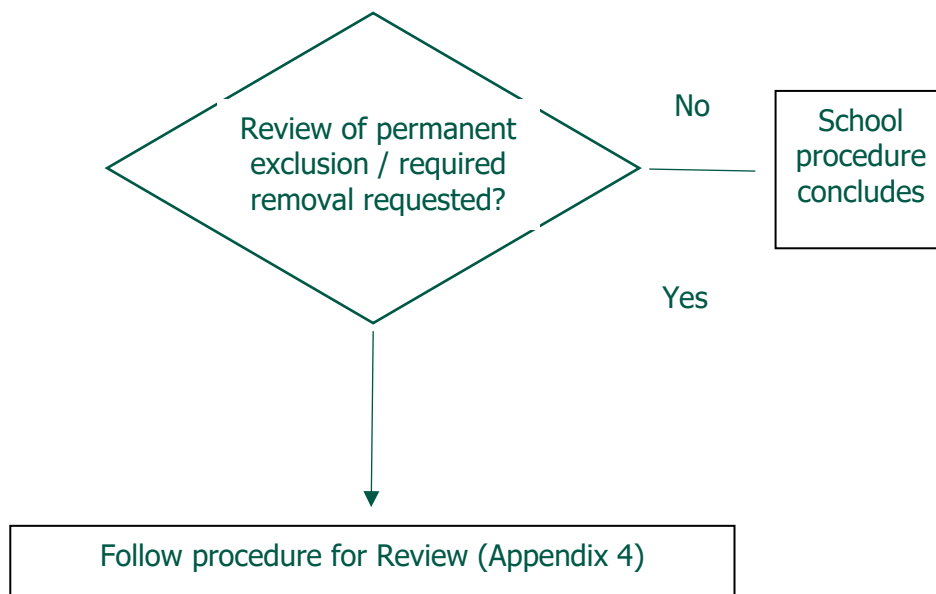 Review of permanent
exclusion / required
removal requested?
No
School
procedure
concludes
Yes
Follow procedure for Review (Appendix 4)